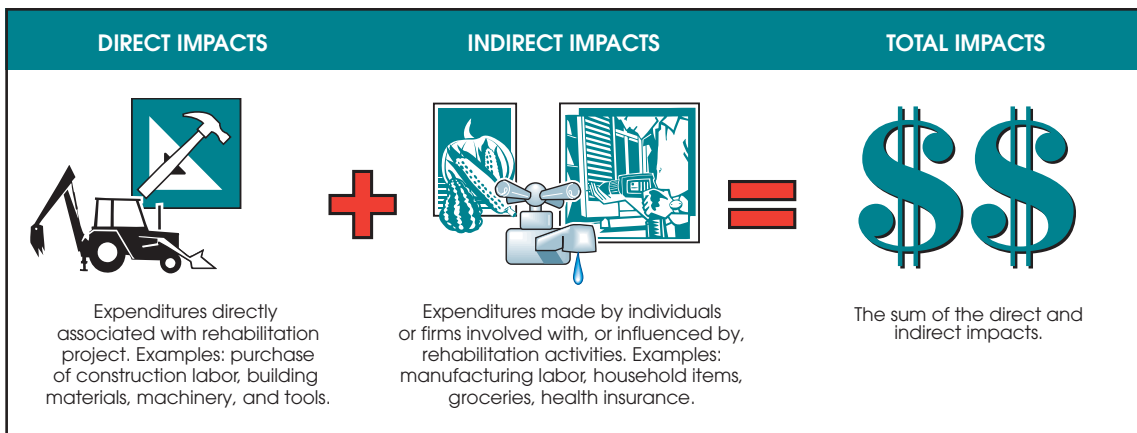 DIRECT IMPACTS
INDIRECT IMPACTS
TOTAL IMPACTS
Expenditures directly
associated with rehabilitation
project. Examples: purchase
of construction labor, building
materials, machinery, and tools.
Expenditures made by individuals
or firms involved with, or influenced by,
rehabilitation activities. Examples:
manufacturing labor, household items,
groceries, health insurance.
The sum of the direct and
indirect impacts.